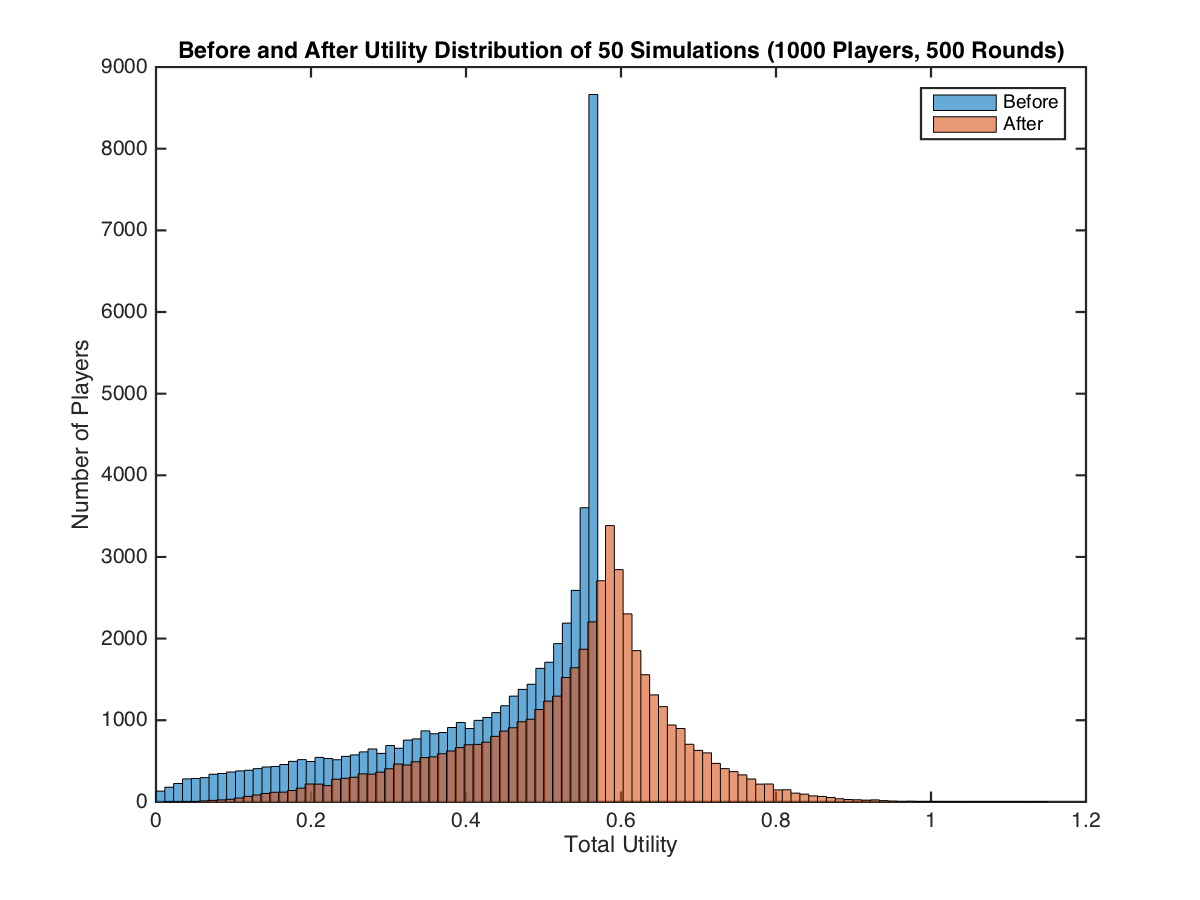 Before and After Utility Distribution of 50 Simulations (1000 Players, 500 Rounds)
9000
8000
7000
6000
5000
4000
3000
2000
1000
0
Number of Players
Before
After
0 0.2 0.4 0.6 0.8 1 1.2
Total Utility